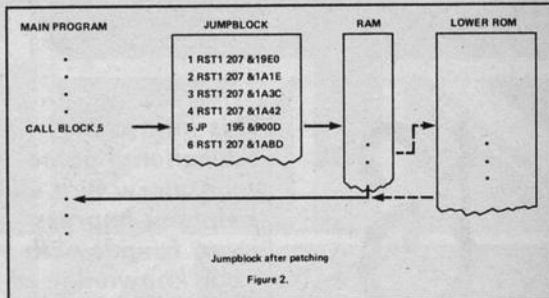 MAIN PROGRAM
JUMPBLOCK
RAM
LOWER ROM
1 RST1 207 &19E0
2 RST1 207 &1A1E
3 RST1 207 &1A3C
4 RST1 207 &1A42
CALL BLOCK,5
5 JP 195 &900D
6 RST1 207 &1ABD
Jumpblock after patching
Figure 2.